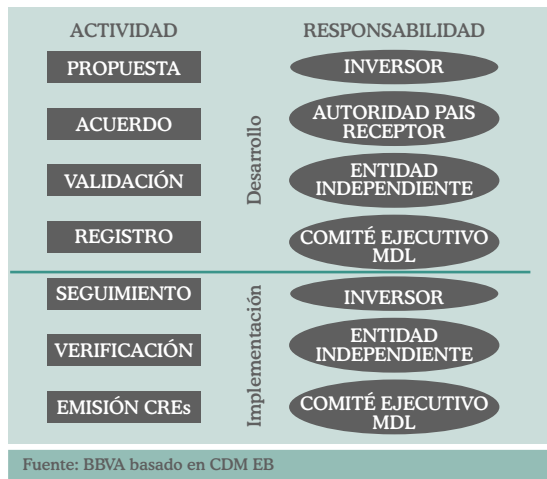 ACTIVIDAD
RESPONSABILIDAD
PROPUESTA
INVERSOR
ACUERDO
AUTORIDAD PAIS
RECEPTOR
VALIDACIÓN
ENTIDAD
INDEPENDIENTE
REGISTRO
COMITÉ EJECUTIVO
MDL
Desarrollo
SEGUIMIENTO
INVERSOR
VERIFICACIÓN
ENTIDAD
INDEPENDIENTE
EMISIÓN CREs
COMITÉ EJECUTIVO
MDL
Implementación
Fuente: BBVA basado en CDM EB